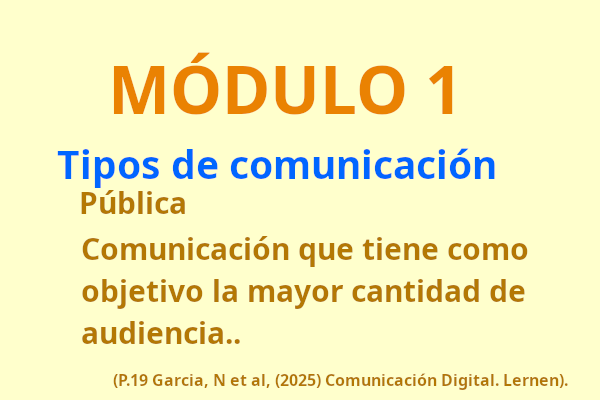 MÓDULO 1
Tipos de comunicación
Pública
Comunicación que tiene como
objetivo la mayor cantidad de
audiencia..
(P.19 Garcia, N et al, (2025) Comunicación Digital. Lernen).